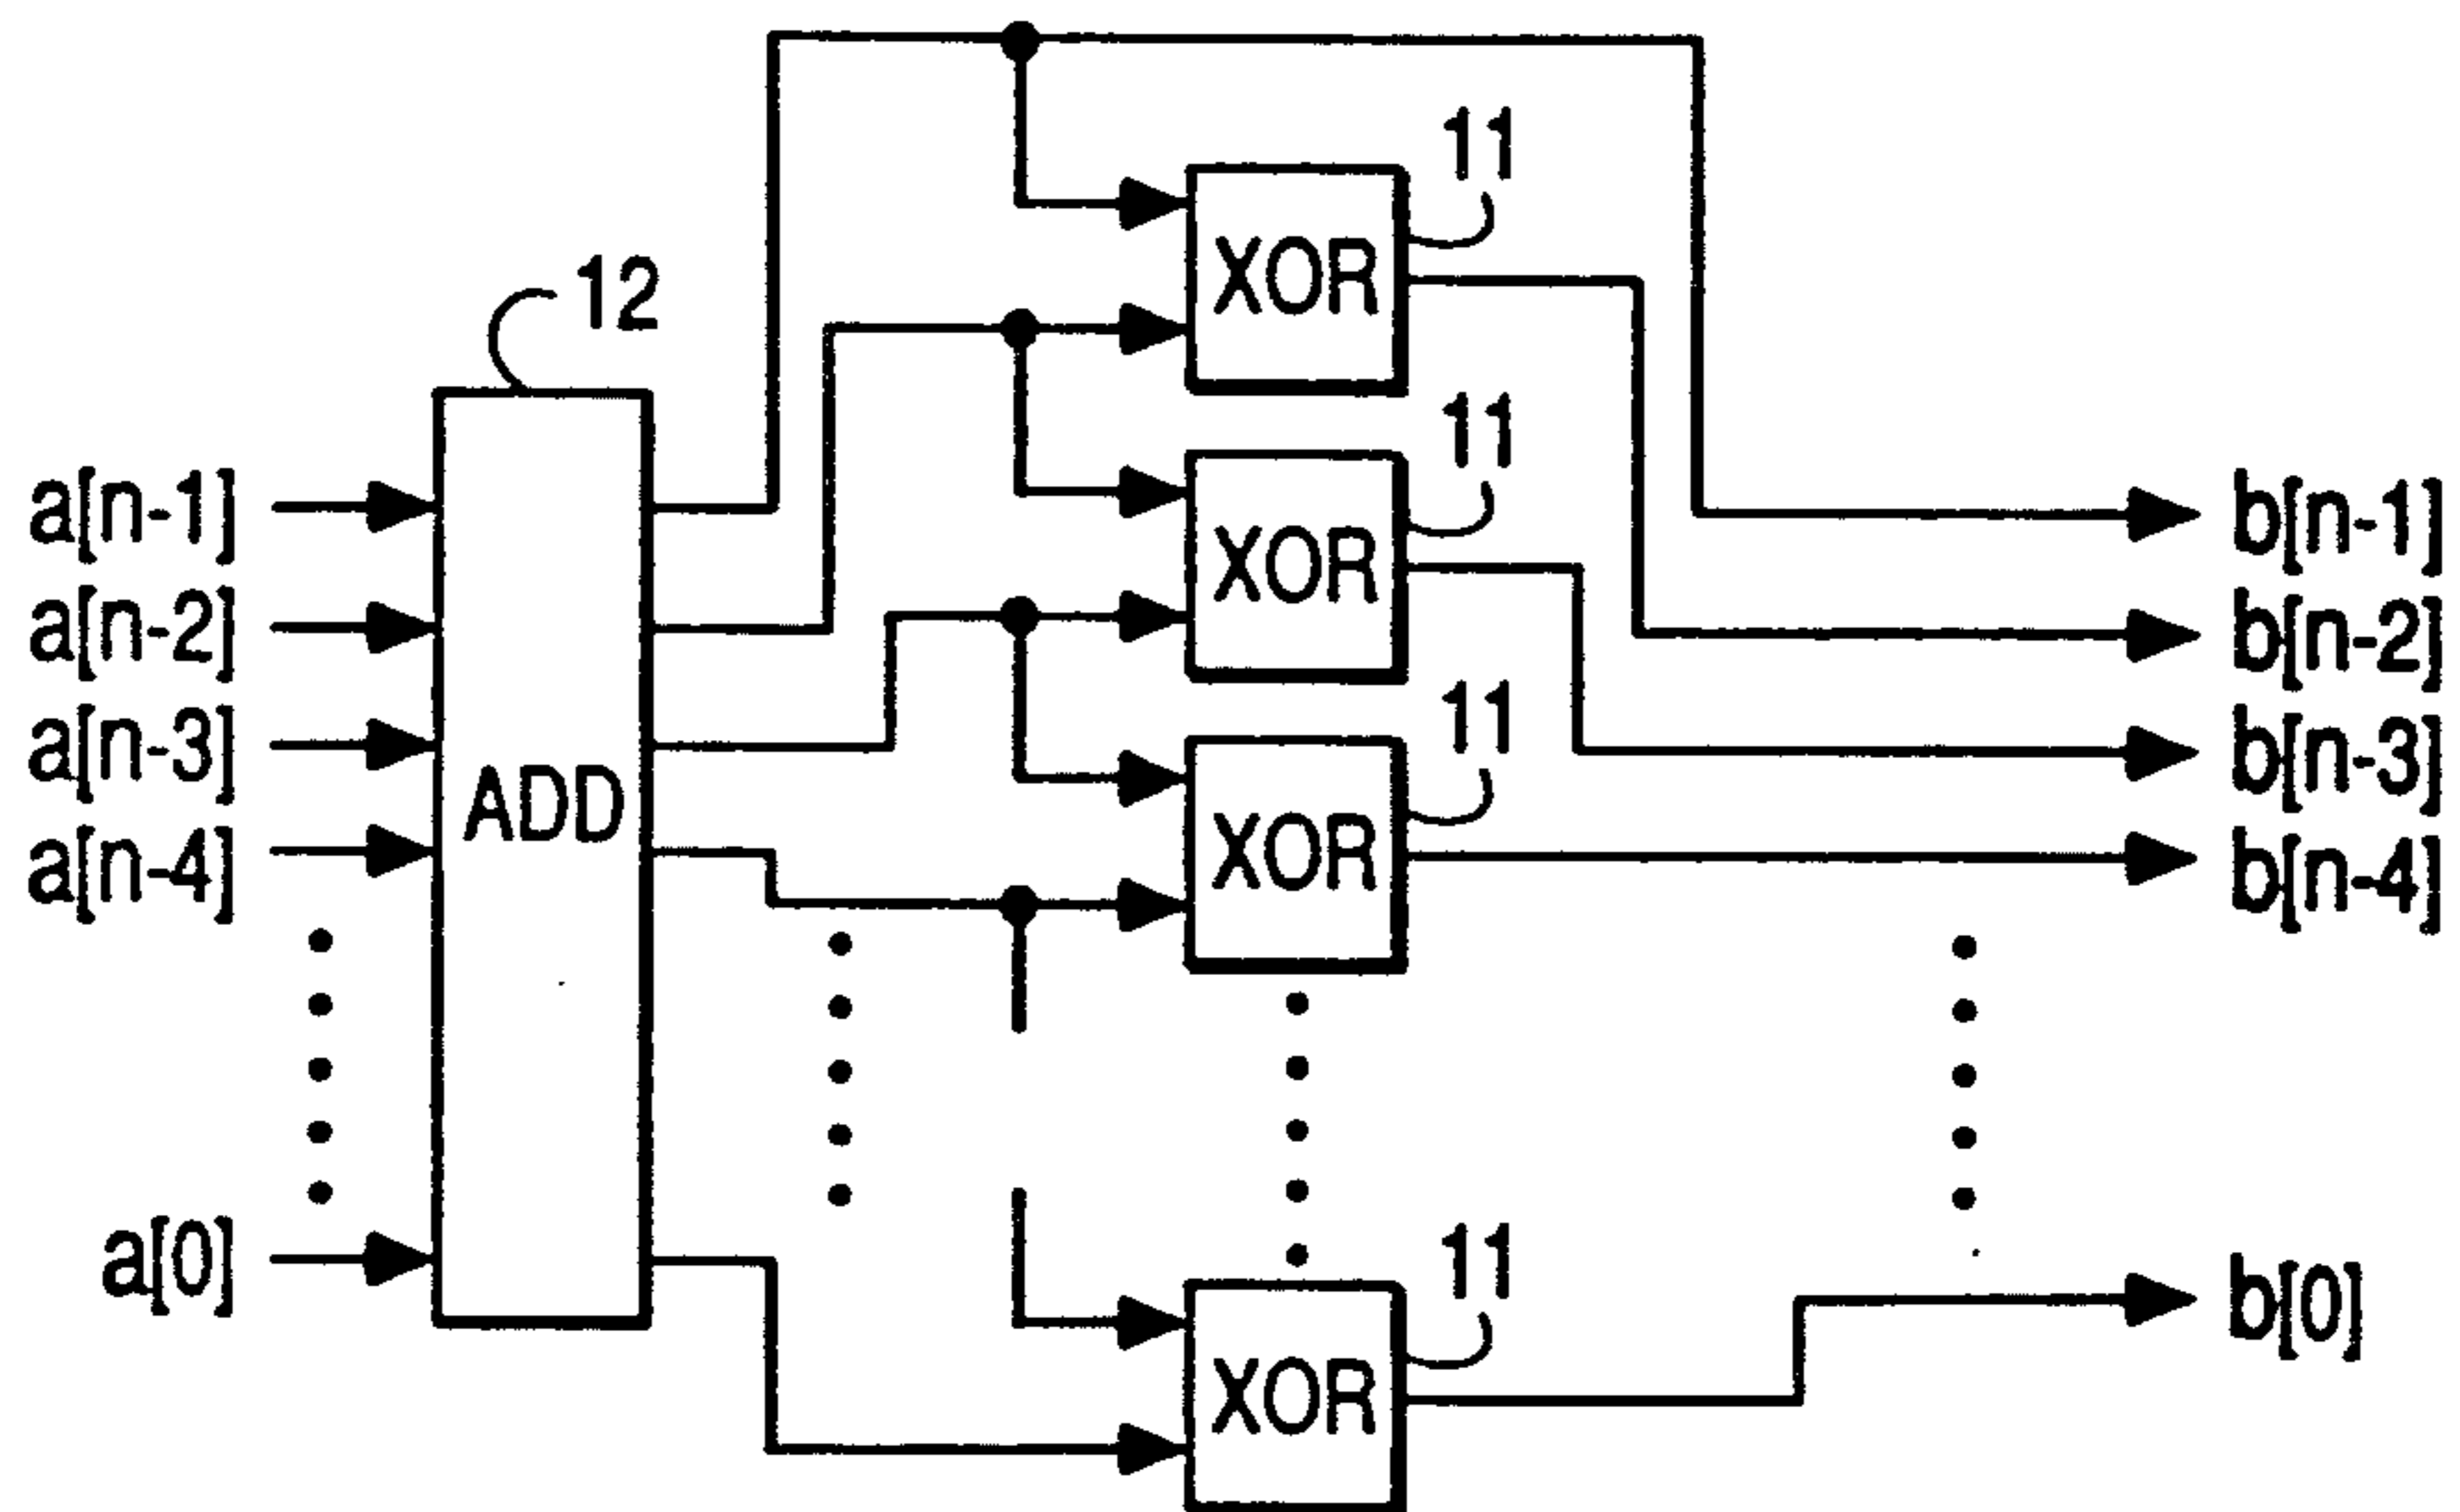 11
XOR
12
11
XOR
a[n-1]
b[n-1]
a[n-2]
b[n-2]
11
a[n-3]
b[n-3]
ADD
XOR
a[n-4]
b[n-4]
a[0]
11
b[0]
XOR